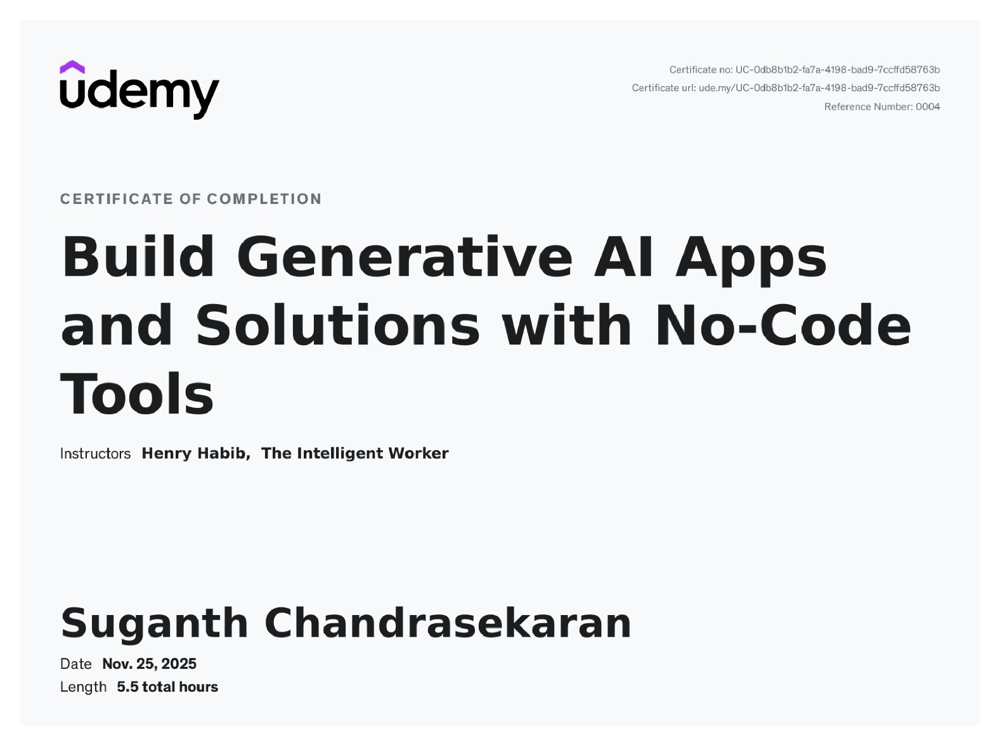 udemy
Certificate no: UC-0db8b1b2-fa7a-4198-bad9-7ccffd58763b
Certificate url: ude.my/UC-0db8b1b2-fa7a-4198-bad9-7ccffd58763b
Reference Number: 0004
CERTIFICATE OF COMPLETION
Build Generative AI Apps
and Solutions with No-Code
Tools
Instructors Henry Habib, The Intelligent Worker
Suganth Chandrasekaran
Date Nov. 25, 2025
Length 5.5 total hours